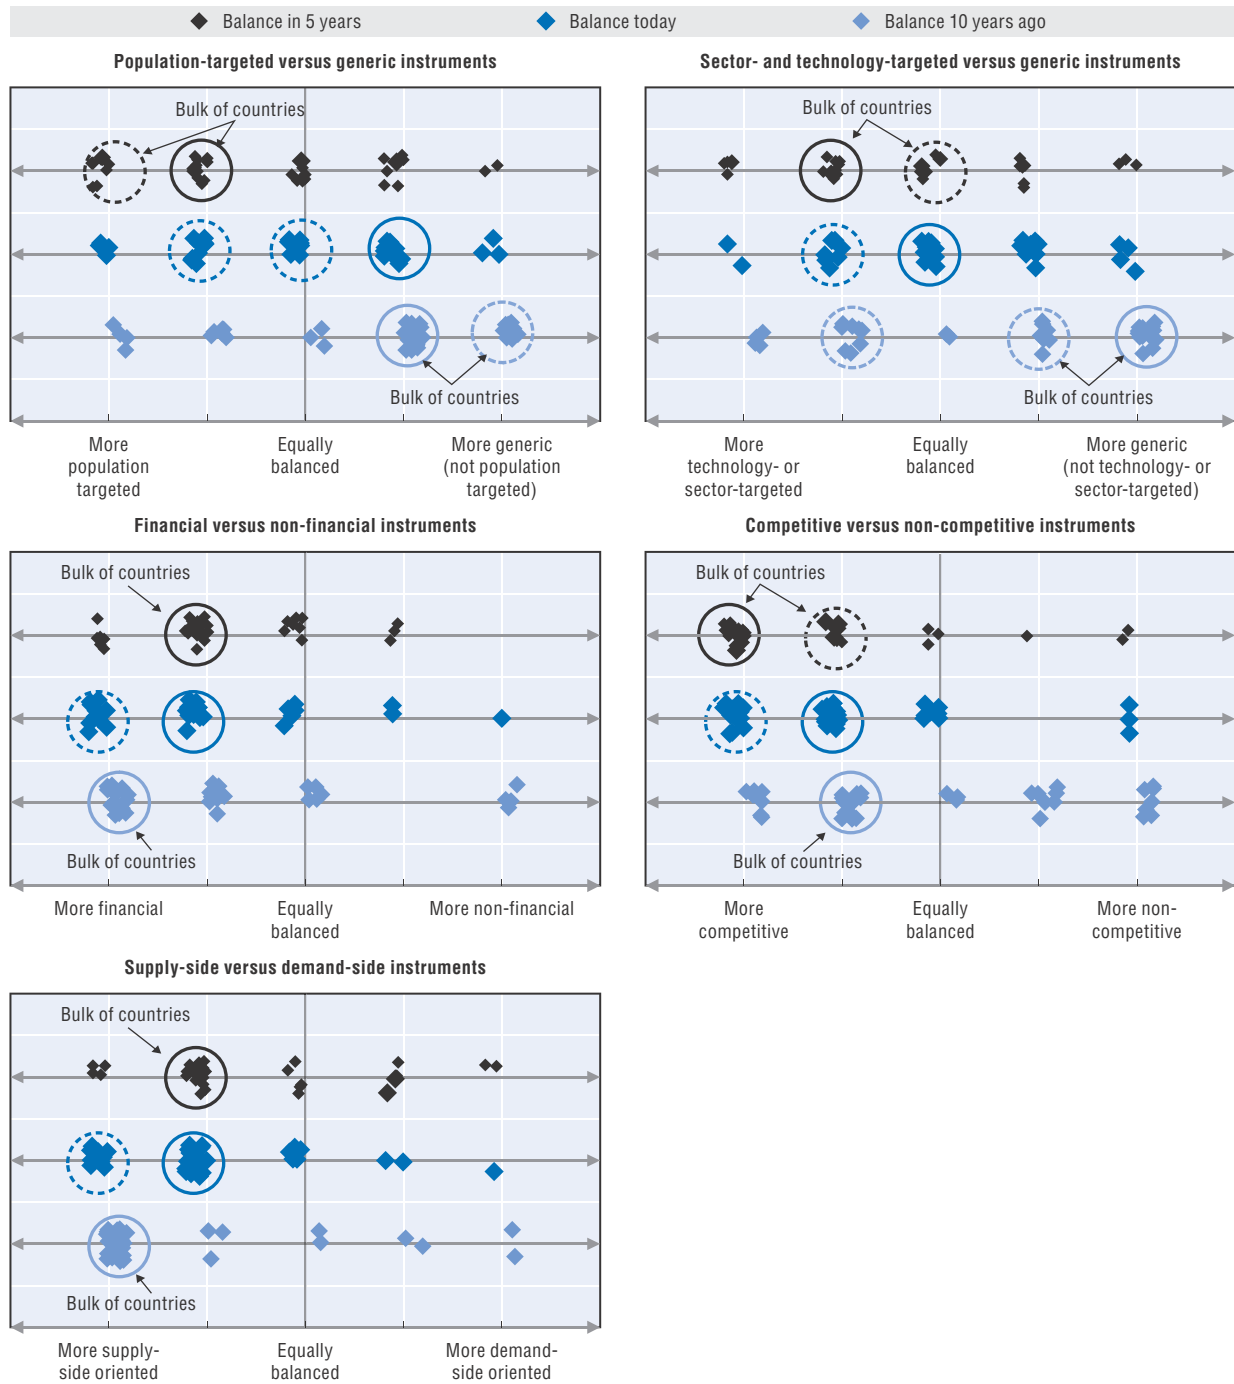 Balance in 5 years
Balance today
Balance 10 years ago
Population-targeted versus generic instruments
Bulk of countries
Bulk of countries
More
population
targeted
Equally
balanced
More generic
(not population
targeted)
Sector- and technology-targeted versus generic instruments
Bulk of countries
Bulk of countries
More
technology- or
sector-targeted
Equally
balanced
More generic
(not technology- or
sector-targeted)
Financial versus non-financial instruments
Bulk of countries
Bulk of countries
More financial
Equally
balanced
More non-financial
Competitive versus non-competitive instruments
Bulk of countries
Bulk of countries
More
competitive
Equally
balanced
More non-
competitive
Supply-side versus demand-side instruments
Bulk of countries
Bulk of countries
More supply-
side oriented
Equally
balanced
More demand-
side oriented